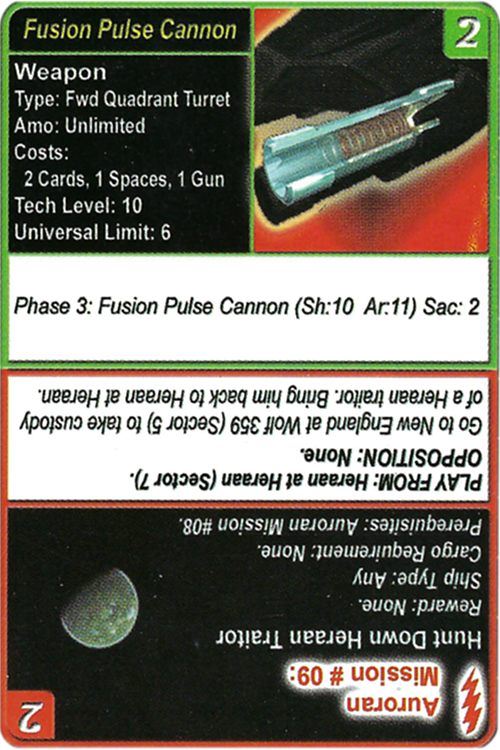 Fusion Pulse Cannon
2
Weapon
Type: Fwd Quadrant Turret
Amo: Unlimited
Costs:
2 Cards, 1 Spaces, 1 Gun
Tech Level: 10
Universal Limit: 6
Phase 3: Fusion Pulse Cannon (Sh:10 Ar:11) Sac: 2
2
Auroran
Mission # 09:
Hunt Down Heraan Traitor
Reward: None.
Ship Type: Any
Cargo Requirement: None.
Prerequisites: Auroran Mission #08.
PLAY FROM: Heraan at Heraan (Sector 7).
OPPOSITION: None.
Go to New England at Wolf 359 (Sector 5) to take custody
of a Heraan traitor. Bring him back to Heraan at Heraan.